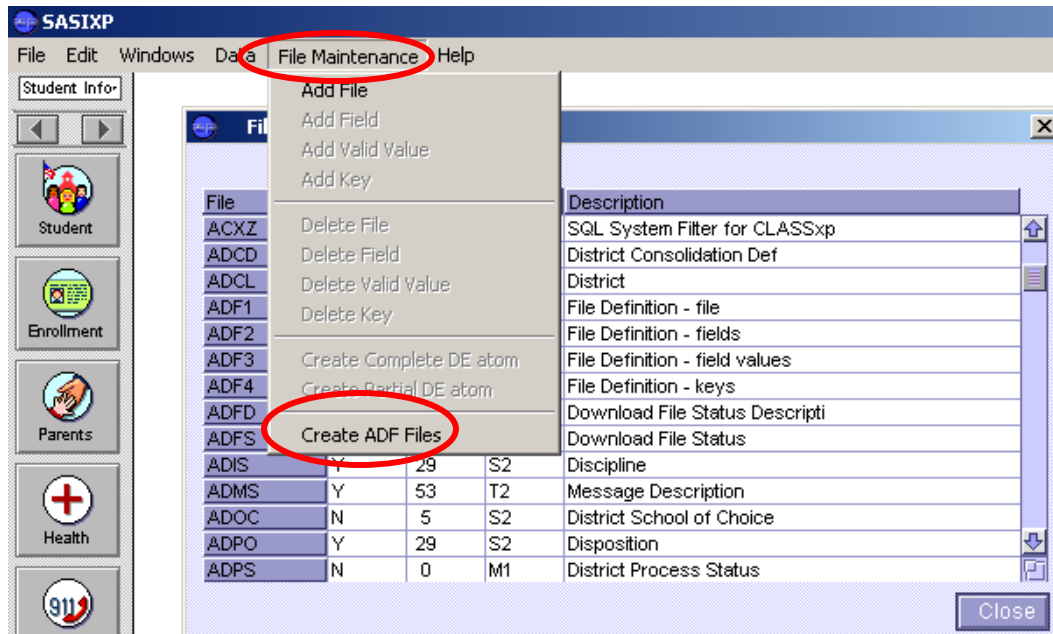 SASIXP
File Edit Windows Data File Maintenance Help
Student Info
Student
Enrollment
Parents
Health
911
Add File
Add Field
Add Valid Value
Add Key
Delete File
Delete Field
Delete Valid Value
Delete Key
Create Complete DE atom
Create Partial DE atom
Create ADF Files
File Description
ACXZ SQL System Filter for CLASSxp
ADCD District Consolidation Def
ADCL District
ADF1 File Definition - file
ADF2 File Definition - fields
ADF3 File Definition - field values
ADF4 File Definition - keys
ADFD Download File Status Descripti
ADFS Download File Status
ADIS Y 29 S2 Discipline
ADMS Y 53 T2 Message Description
ADOC N 5 S2 District School of Choice
ADPO Y 29 S2 Disposition
ADPS N 0 M1 District Process Status
Close